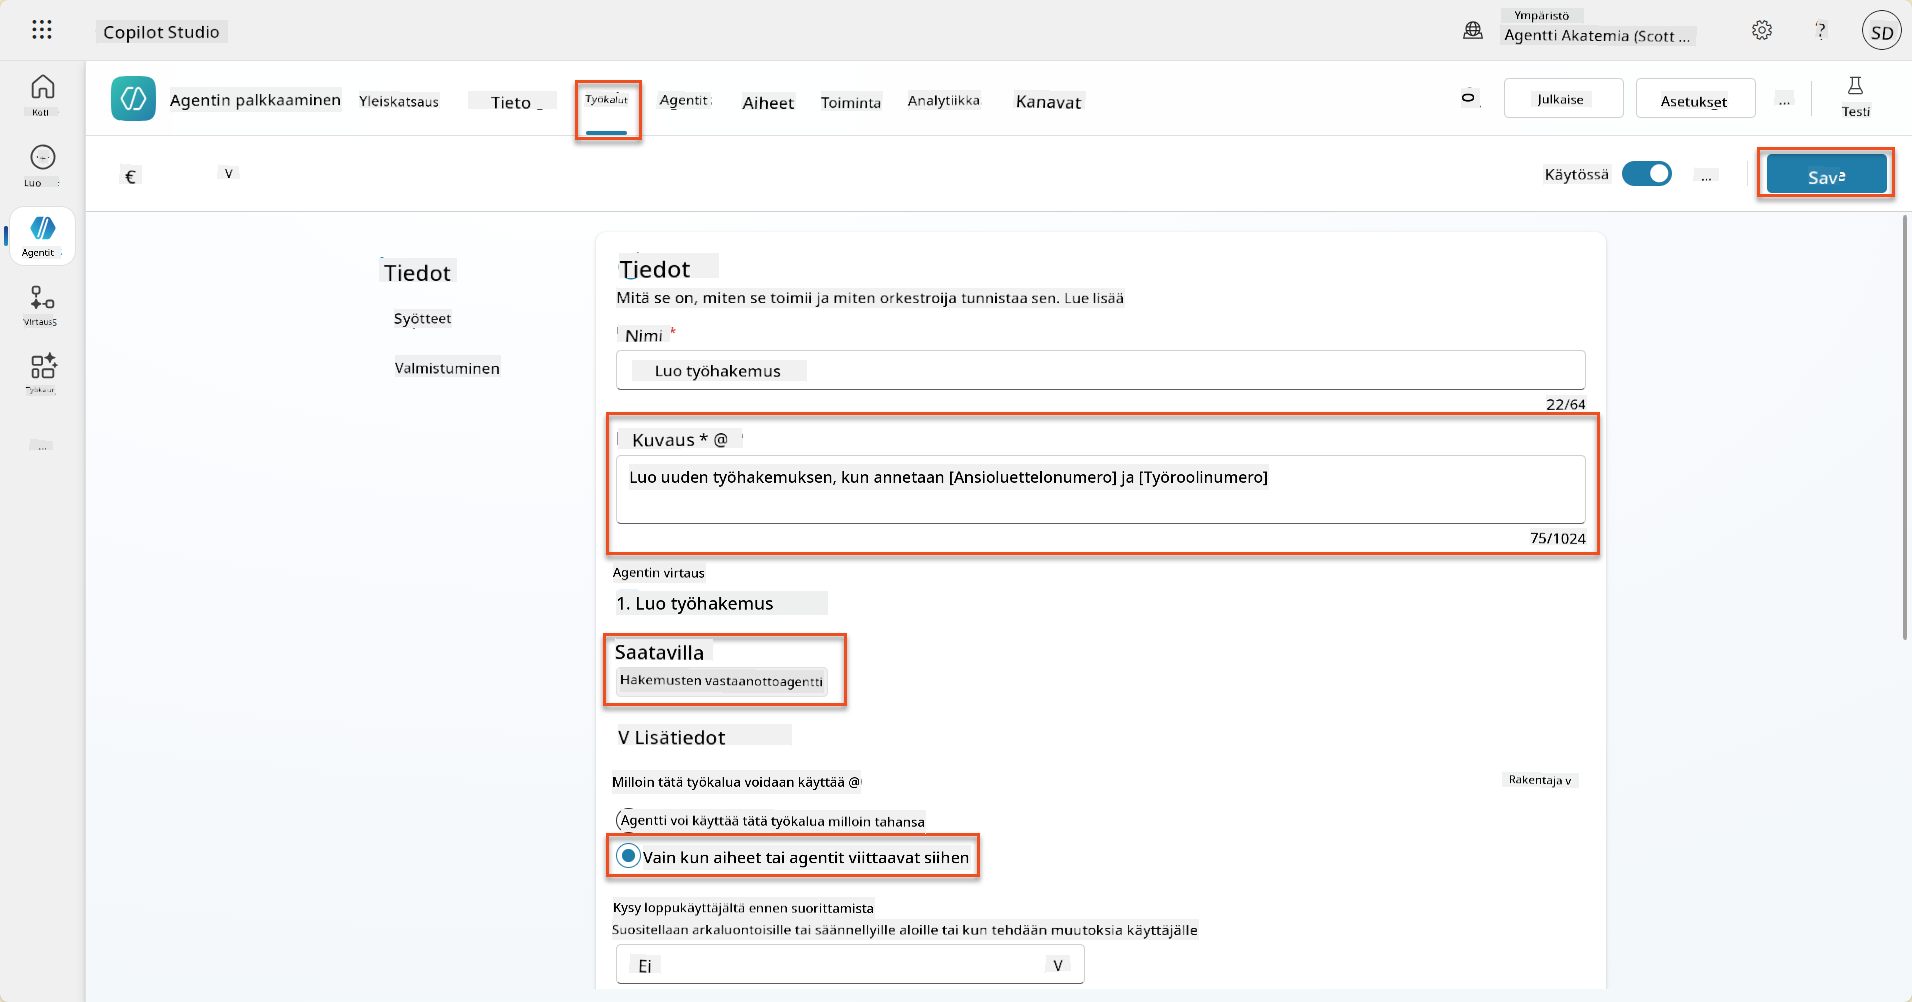 Copilot Studio
Ympäristö
Agentti Akatemia (Scott ...
?
SD
Koti
Luo
Agentit
Virtaus
Työkalut
...
Agentin palkkaaminen
Yleiskatsaus
Tieto
Työkalut
Agentit
Aiheet
Toiminta
Analytiikka
Kanavat
Julkaise
Asetukset
...
Testi
€
V
Käytössä
...
Save
Tiedot
Syötteet
Valmistuminen
Tiedot
Mitä se on, miten se toimii ja miten orkestroija tunnistaa sen. Lue lisää
Nimi *
Luo työhakemus
22/64
Kuvaus * @
Luo uuden työhakemuksen, kun annetaan [Ansioluettelonumero] ja [Työroolinumero]
75/1024
Agentin virtaus
1. Luo työhakemus
Saatavilla
Hakemusten vastaanottoagentti
V Lisätiedot
Milloin tätä työkalua voidaan käyttää @
Rakentaja v
Agentti voi käyttää tätä työkalua milloin tahansa
Vain kun aiheet tai agentit viittaavat siihen
Kysy loppukäyttäjältä ennen suorittamista
Suositellaan arkaluontoisille tai säännellyille aloille tai kun tehdään muutoksia käyttäjälle
Ei
V